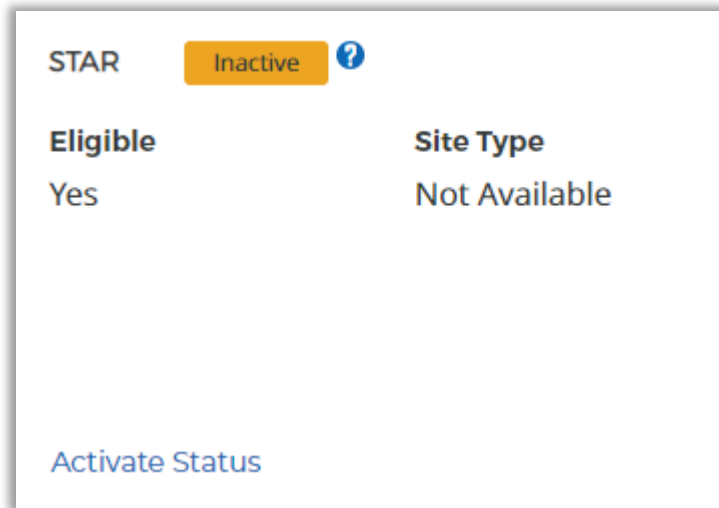 STAR Inactive ?
Eligible Site Type
Yes Not Available
Activate Status